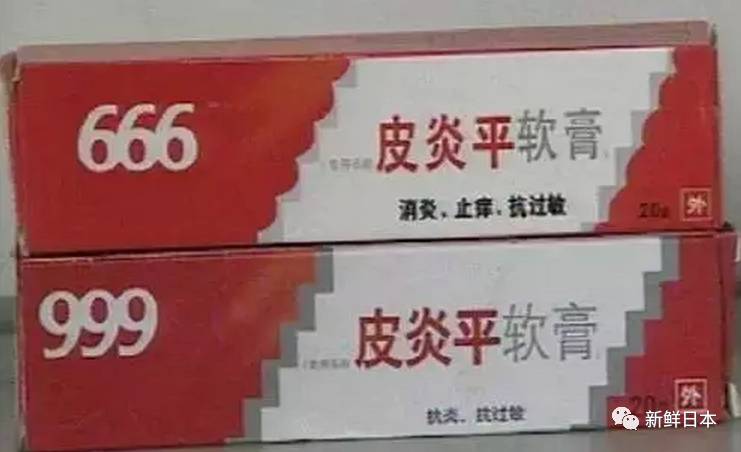 666
皮炎平软膏
消炎、止痒、抗过敏
20g 外
999
皮炎平软膏
抗炎、抗过敏
20g 外
新鲜日本